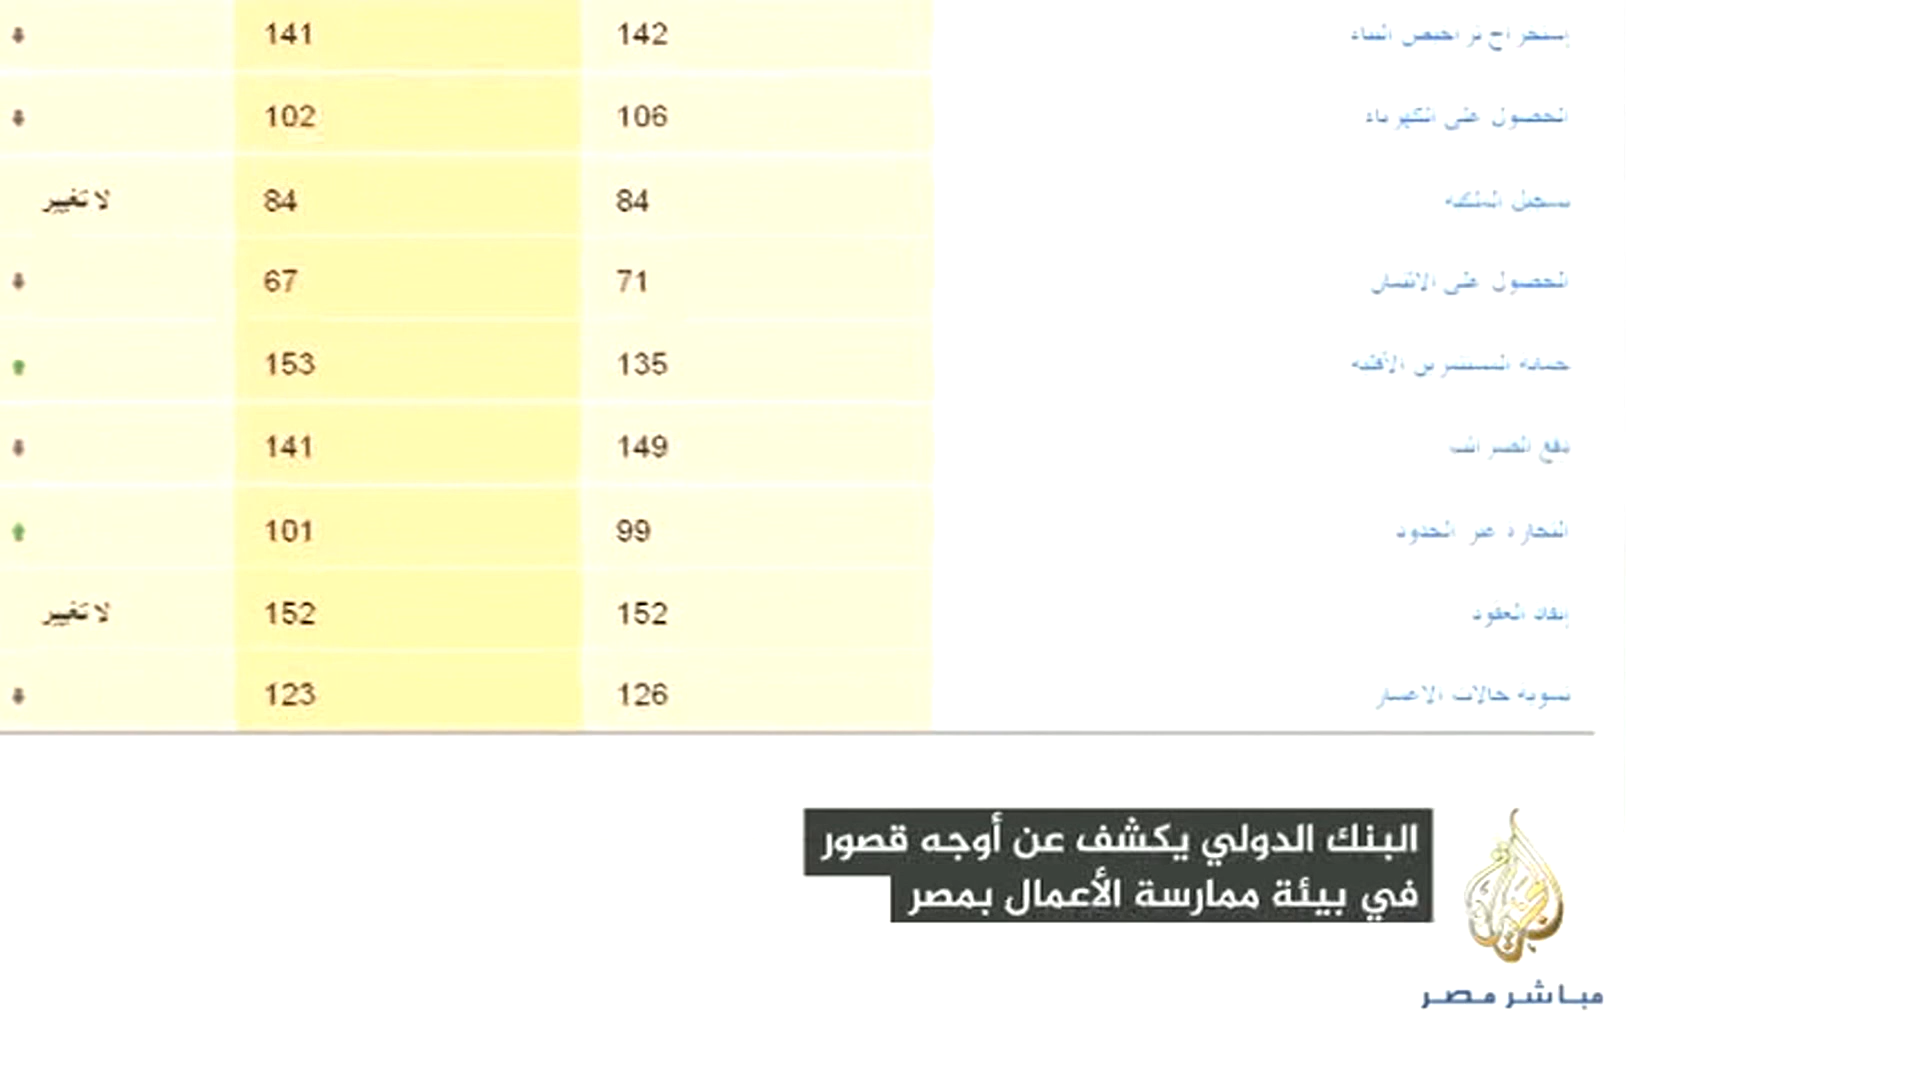 إستخراج تراخيص البناء 142 141
الحصول على الكهرباء 106 102
تسجيل الملكية 84 84 لا تغيير
الحصول على الائتمان 71 67
حماية المستثمرين الأقلية 135 153
دفع الضرائب 149 141
التجارة عبر الحدود 99 101
إنفاذ العقود 152 152 لا تغيير
تسوية حالات الاعسار 126 123
البنك الدولي يكشف عن أوجه قصور
في بيئة ممارسة الأعمال بمصر
الجزيرة
مباشر مصر